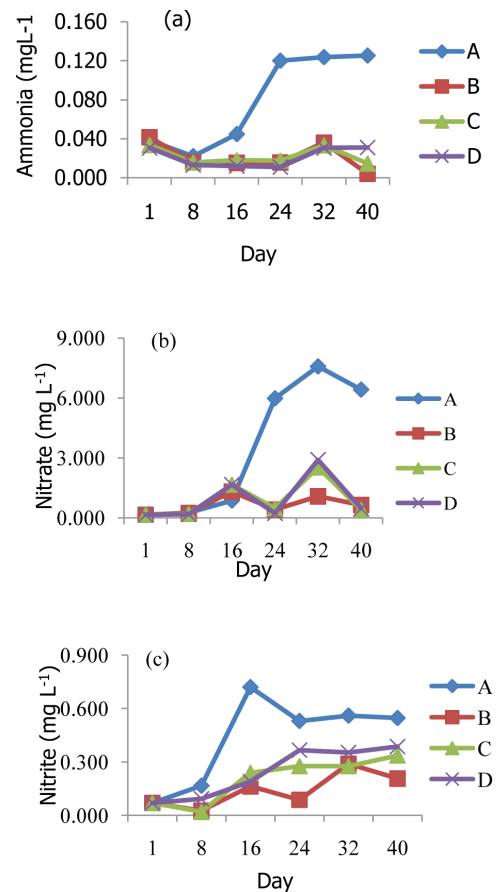 (a)
Ammonia (mgL-1
0.160
0.120
0.080
0.040
0.000
1 8 16 24 32 40
Day
A
B
C
D
(b)
Nitrate (mg L-1)
9.000
6.000
3.000
0.000
1 8 16 24 32 40
Day
A
B
C
D
(c)
Nitrite (mg L-1)
0.900
0.600
0.300
0.000
1 8 16 24 32 40
Day
A
B
C
D